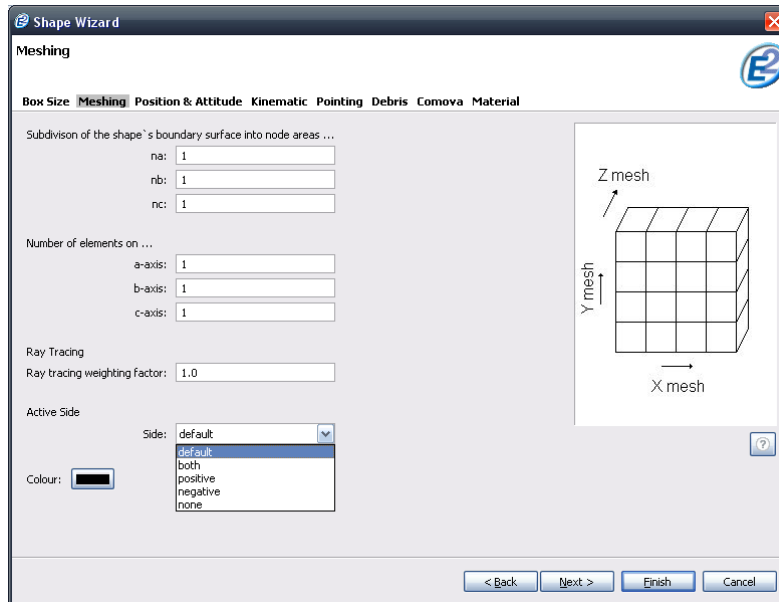 Shape Wizard
Meshing
E2
Box Size Meshing Position & Attitude Kinematic Pointing Debris Comova Material
Subdivison of the shape`s boundary surface into node areas ...
na: 1
nb: 1
nc: 1
Number of elements on ...
a-axis: 1
b-axis: 1
c-axis: 1
Ray Tracing
Ray tracing weighting factor: 1.0
Active Side
Side: default
default
both
positive
negative
none
Colour:
Z mesh
Y mesh
X mesh
?
< Back Next > Finish Cancel